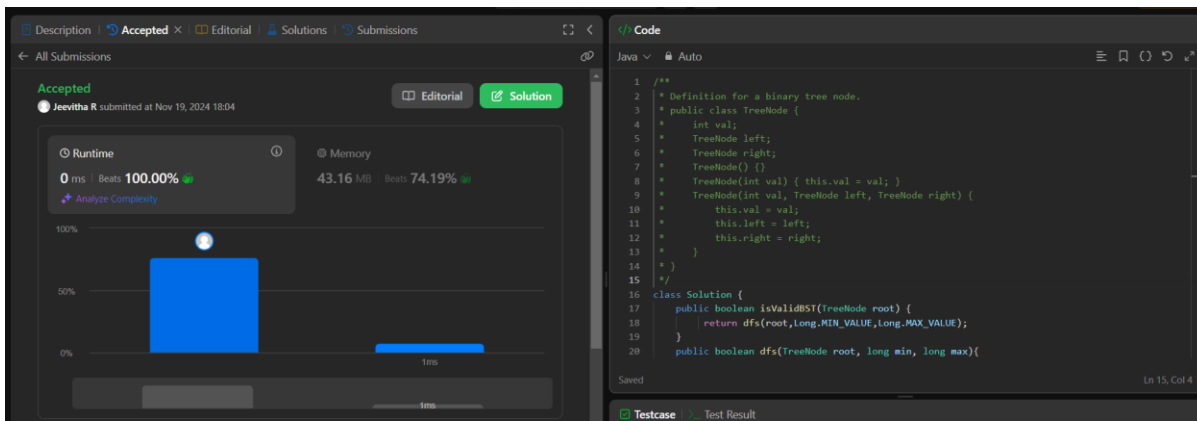 Description | Accepted × | Editorial | Solutions | Submissions
← All Submissions
Accepted
Jeevitha R submitted at Nov 19, 2024 18:04
Editorial
Solution
Runtime
0 ms | Beats 100.00%
Analyze Complexity
Memory
43.16 MB | Beats 74.19%
100%
50%
0%
1ms
1ms
</> Code
Java Auto
1 /**
2 * Definition for a binary tree node.
3 * public class TreeNode {
4 *     int val;
5 *     TreeNode left;
6 *     TreeNode right;
7 *     TreeNode() {}
8 *     TreeNode(int val) { this.val = val; }
9 *     TreeNode(int val, TreeNode left, TreeNode right) {
10 *         this.val = val;
11 *         this.left = left;
12 *         this.right = right;
13 *     }
14 * }
15 */
16 class Solution {
17     public boolean isValidBST(TreeNode root) {
18         return dfs(root,Long.MIN_VALUE,Long.MAX_VALUE);
19     }
20     public boolean dfs(TreeNode root, long min, long max){
Saved
Ln 15, Col 4
Testcase | >_ Test Result